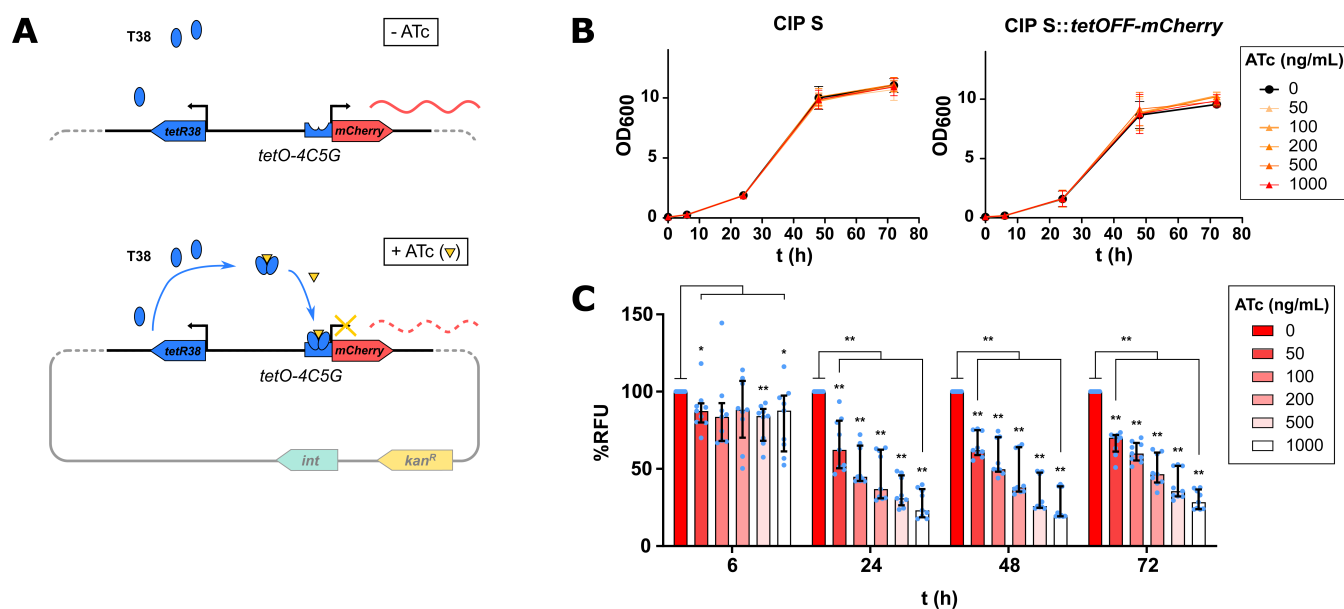 A
T38
- ATc
tetR38
mCherry
tetO-4C5G
T38
+ ATc ( )
tetR38
mCherry
tetO-4C5G
int
kanR
B
CIP S
OD600
10
5
0
0 10 20 30 40 50 60 70 80
t (h)
CIP S::tetOFF-mCherry
OD600
10
5
0
0 10 20 30 40 50 60 70 80
t (h)
ATc (ng/mL)
0
50
100
200
500
1000
C
%RFU
150
100
50
0
* ** *
** ** ** ** ** **
** ** ** ** ** **
** ** ** ** ** **
6 24 48 72
t (h)
ATc (ng/mL)
0
50
100
200
500
1000